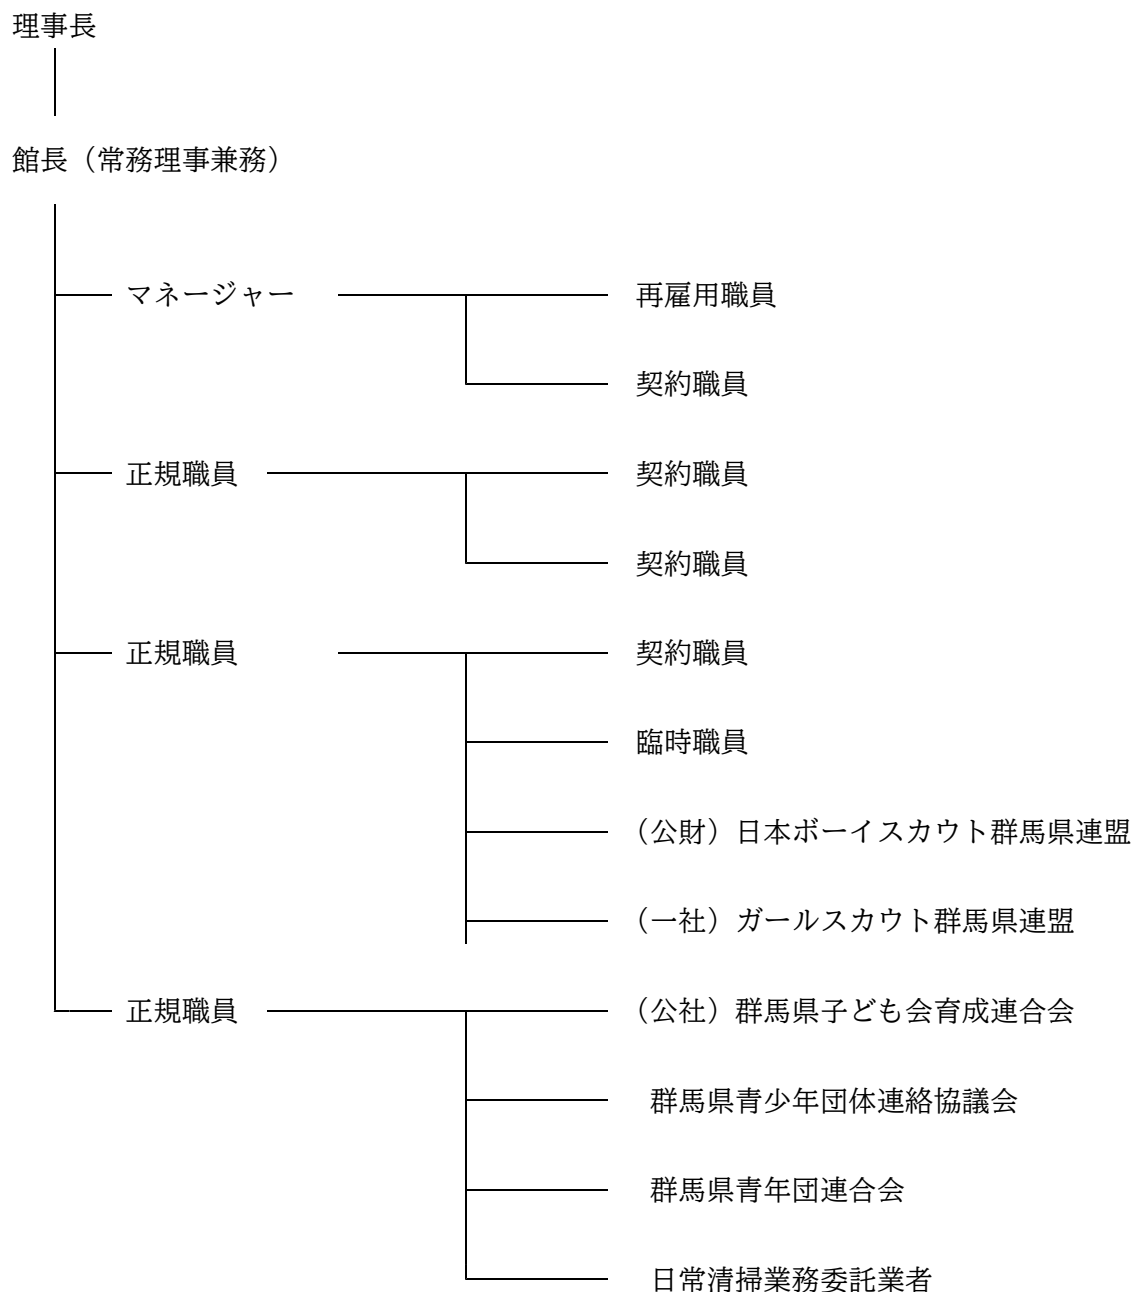 理事長
館長（常務理事兼務）
マネージャー 再雇用職員
契約職員
正規職員 契約職員
契約職員
正規職員 契約職員
臨時職員
（公財）日本ボーイスカウト群馬県連盟
（一社）ガールスカウト群馬県連盟
正規職員 （公社）群馬県子ども会育成連合会
群馬県青少年団体連絡協議会
群馬県青年団連合会
日常清掃業務委託業者